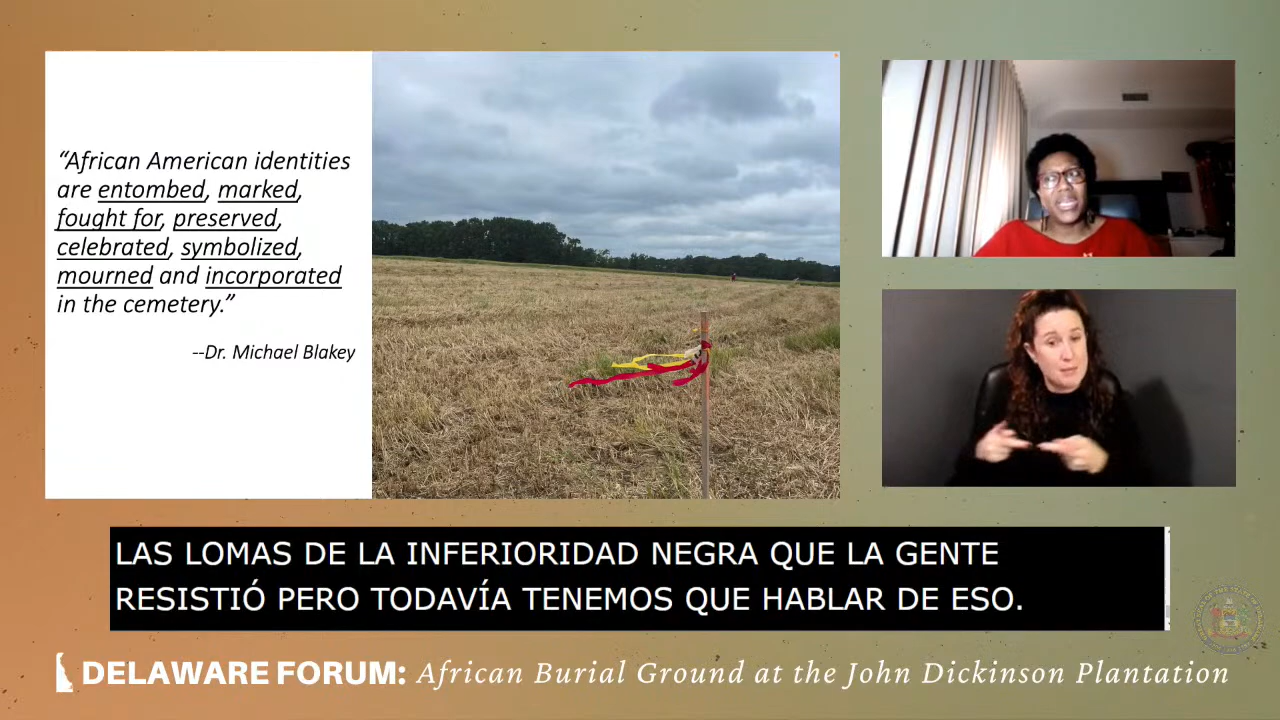 “African American identities
are entombed, marked,
fought for, preserved,
celebrated, symbolized,
mourned and incorporated
in the cemetery.”
--Dr. Michael Blakey
LAS LOMAS DE LA INFERIORIDAD NEGRA QUE LA GENTE
RESISTIÓ PERO TODAVÍA TENEMOS QUE HABLAR DE ESO.
DELAWARE FORUM: African Burial Ground at the John Dickinson Plantation